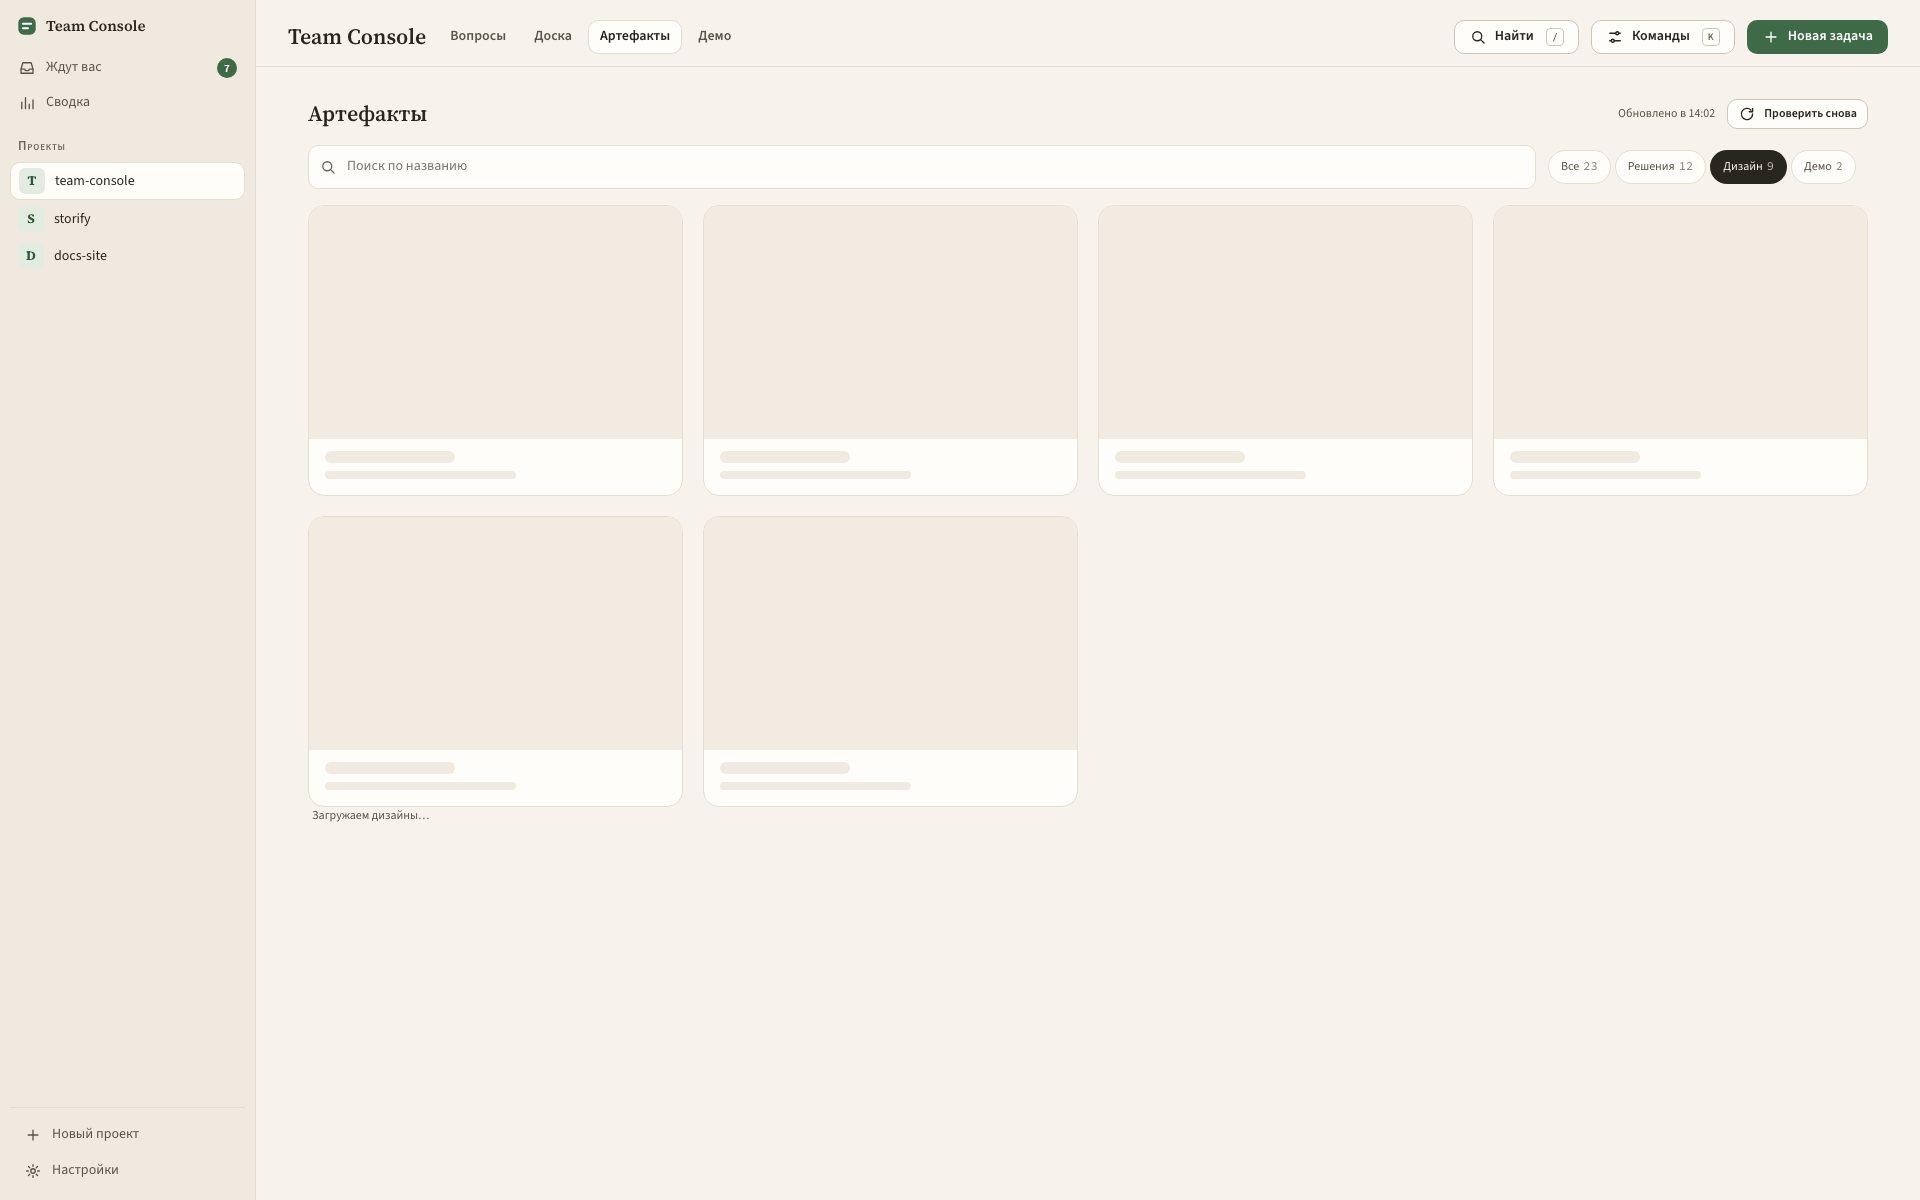 Team Console
Ждут вас 7
Сводка
Проекты
T team-console
S storify
D docs-site
Новый проект
Настройки
Team Console Вопросы Доска Артефакты Демо Найти / Команды K Новая задача
Артефакты Обновлено в 14:02 Проверить снова
Поиск по названию Все 23 Решения 12 Дизайн 9 Демо 2
Загружаем дизайны…